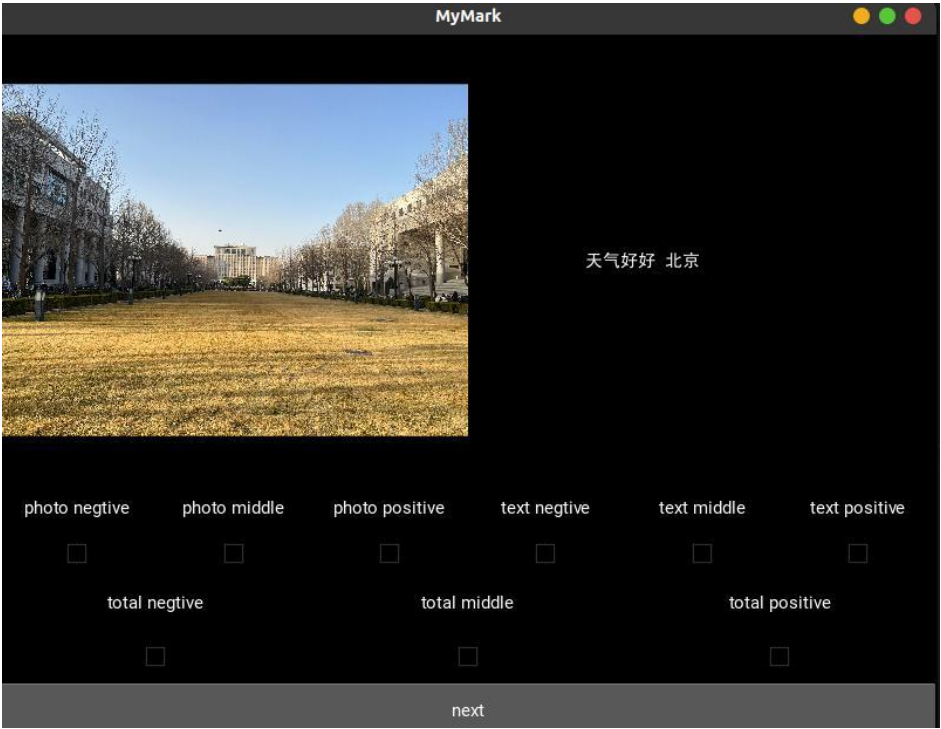 MyMark
天气好好 北京
photo negtive photo middle photo positive text negtive text middle text positive
total negtive total middle total positive
next